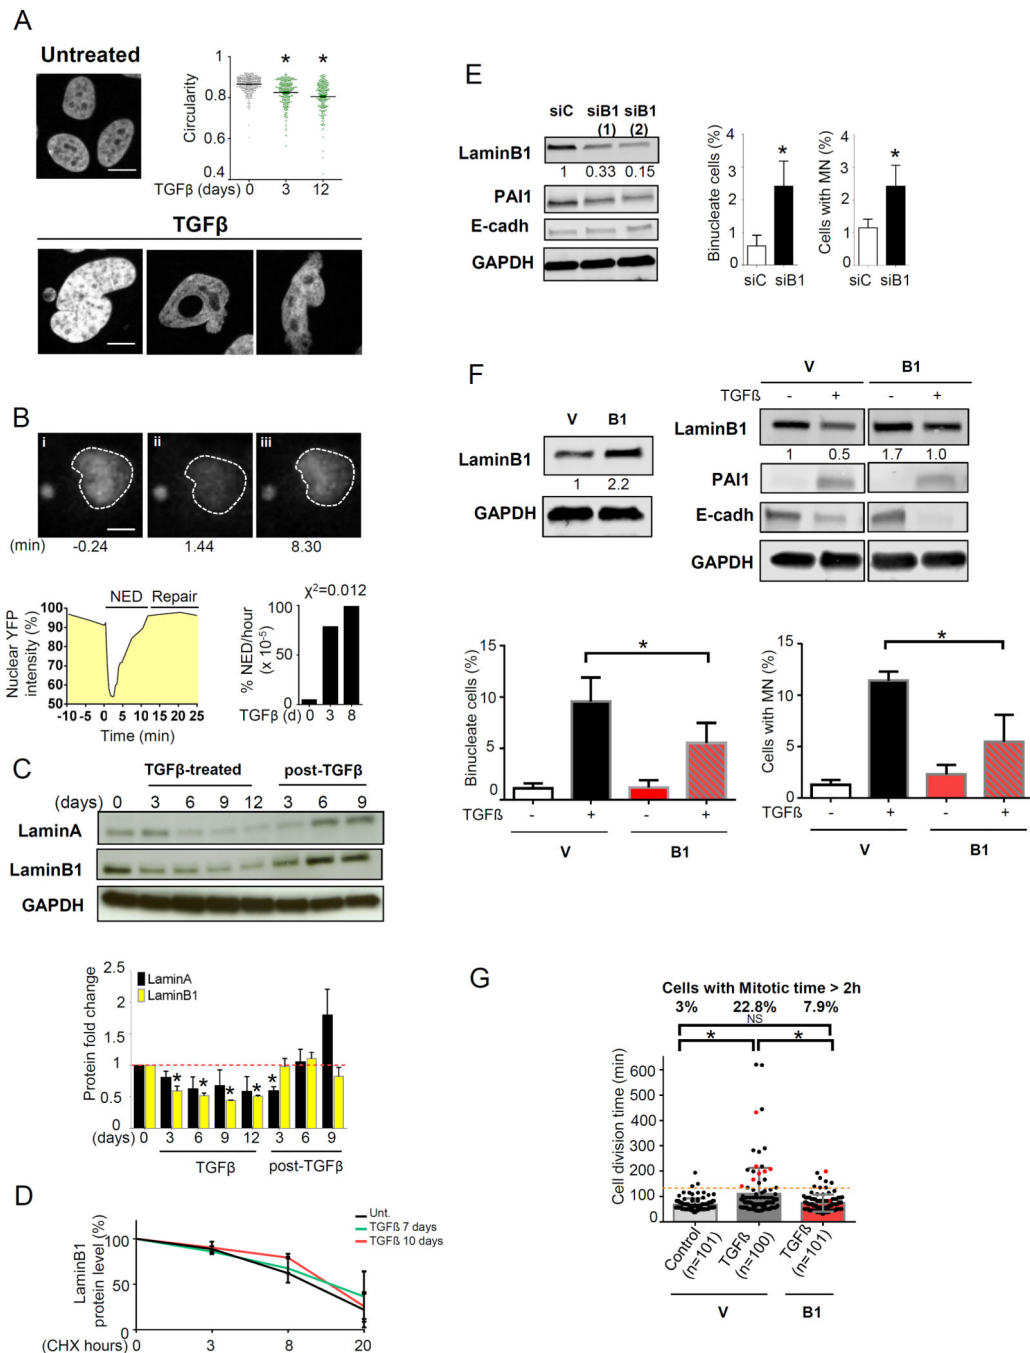 A
Untreated
Circularity
1
0.8
0.6
0.4
* *
TGFβ (days) 0 3 12
TGFβ
B
i ii iii
(min) -0.24 1.44 8.30
Nuclear YFP
intensity (%)
100
90
80
70
60
50
NED Repair
-10 -5 0 5 10 15 20 25
Time (min)
χ²=0.012
% NED/hour
(x 10⁻⁵)
100
80
60
40
20
0
TGFβ (d) 0 3 8
C
TGFβ-treated post-TGFβ
(days) 0 3 6 9 12 3 6 9
LaminA
LaminB1
GAPDH
Protein fold change
2.5
2
1.5
1
0.5
0
LaminA
LaminB1
* * * * *
(days) 0 3 6 9 12 3 6 9
TGFβ post-TGFβ
D
LaminB1
protein level (%)
100
50
0
Unt.
TGFß 7 days
TGFß 10 days
(CHX hours) 0 3 8 20
E
siC siB1 siB1
(1) (2)
LaminB1
1 0.33 0.15
PAI1
E-cadh
GAPDH
Binucleate cells (%)
4
3
2
1
0
*
siC siB1
Cells with MN (%)
4
3
2
1
0
*
siC siB1
F
V B1
LaminB1
1 2.2
GAPDH
V B1
TGFß - + - +
LaminB1
1 0.5 1.7 1.0
PAI1
E-cadh
GAPDH
Binucleate cells (%)
15
10
5
0
*
TGFß - + - +
V B1
Cells with MN (%)
15
10
5
0
*
TGFß - + - +
V B1
G
Cells with Mitotic time > 2h
3% 22.8% 7.9%
NS
* *
Cell division time (min)
600
500
400
300
200
100
0
Control
(n=101)
TGFß
(n=100)
TGFß
(n=101)
V B1